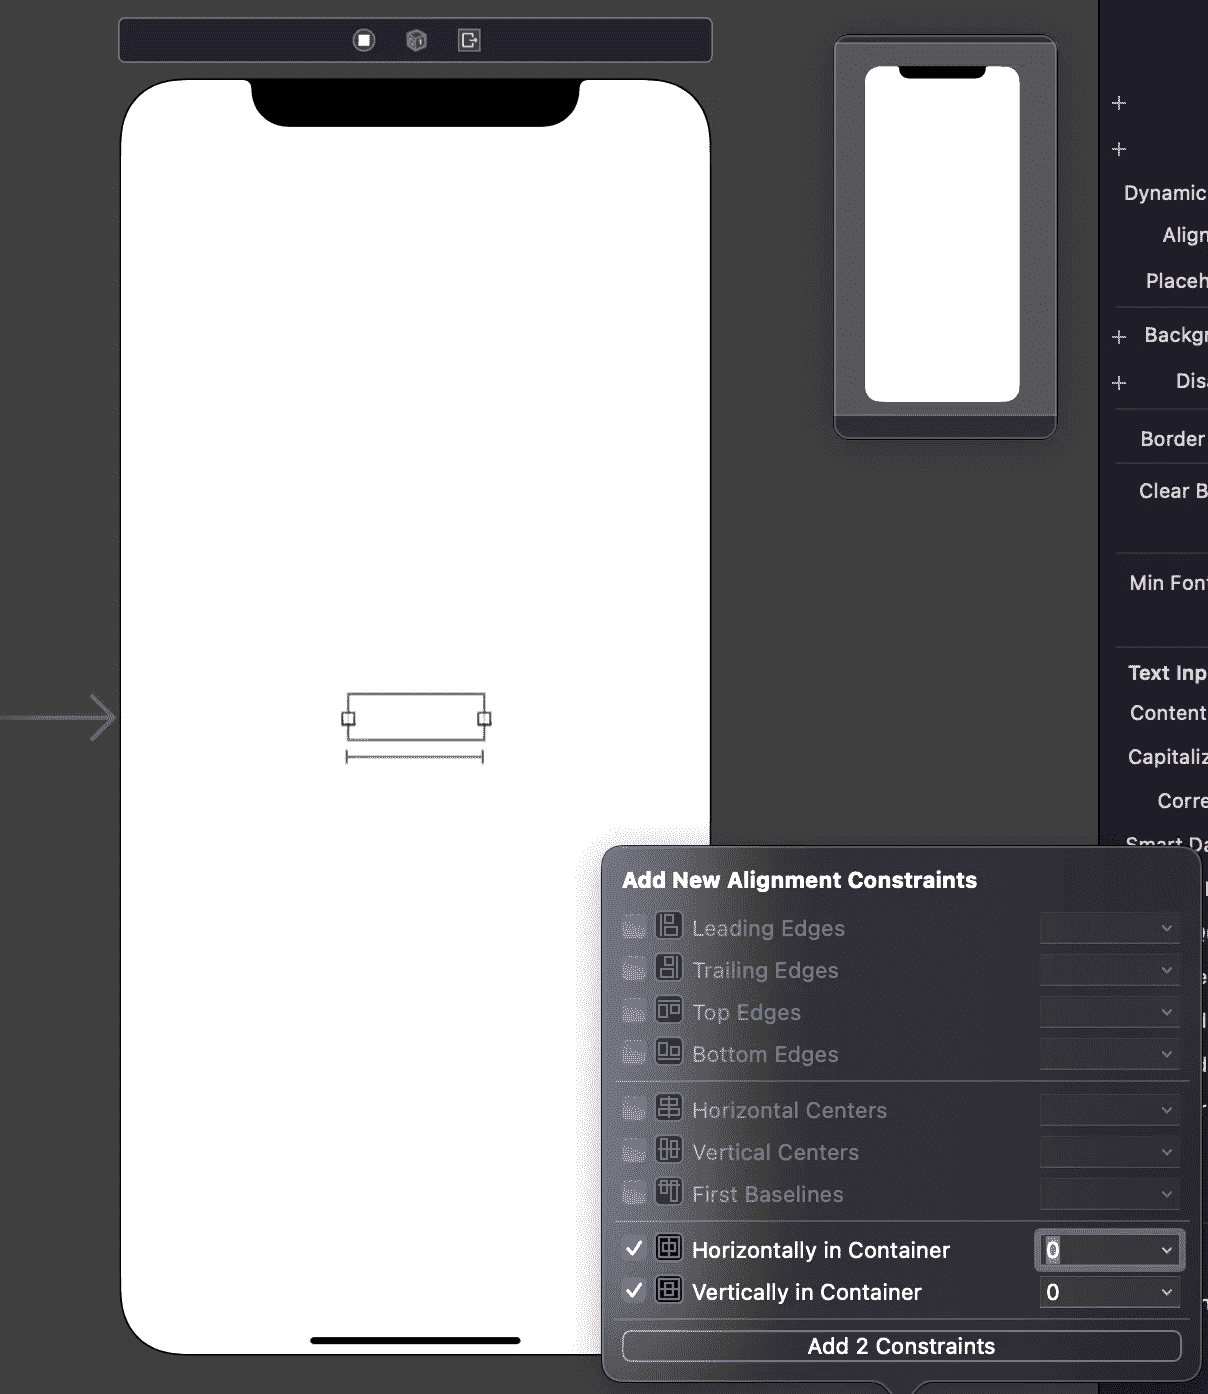 Dynamic
Align
Placeh
Backgr
Disa
Border
Clear B
Min Font
Text Inp
Content
Capitaliz
Corre
Smart Da
Add New Alignment Constraints
Leading Edges
Trailing Edges
Top Edges
Bottom Edges
Horizontal Centers
Vertical Centers
First Baselines
Horizontally in Container 0
Vertically in Container 0
Add 2 Constraints